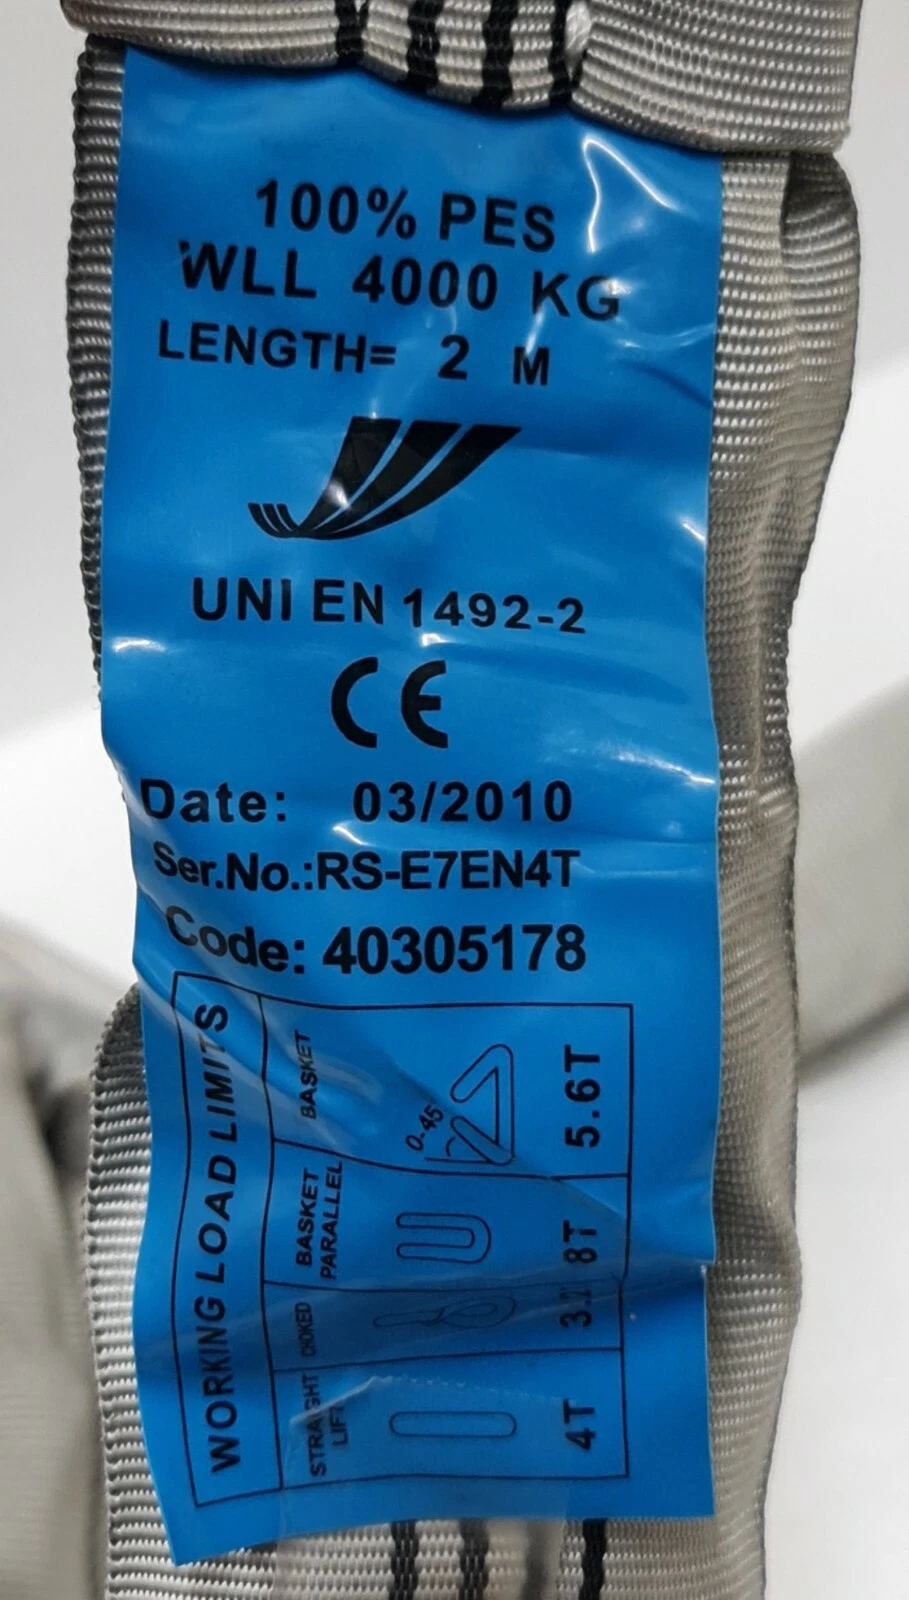 100% PES
WLL 4000 KG
LENGTH= 2 M
UNI EN 1492-2
CE
Date: 03/2010
Ser.No.:RS-E7EN4T
Code: 40305178
WORKING LOAD LIMITS
STRAIGHT LIFT
CHOKED
BASKET PARALLEL
BASKET
0-45
4T
8T
5.6T